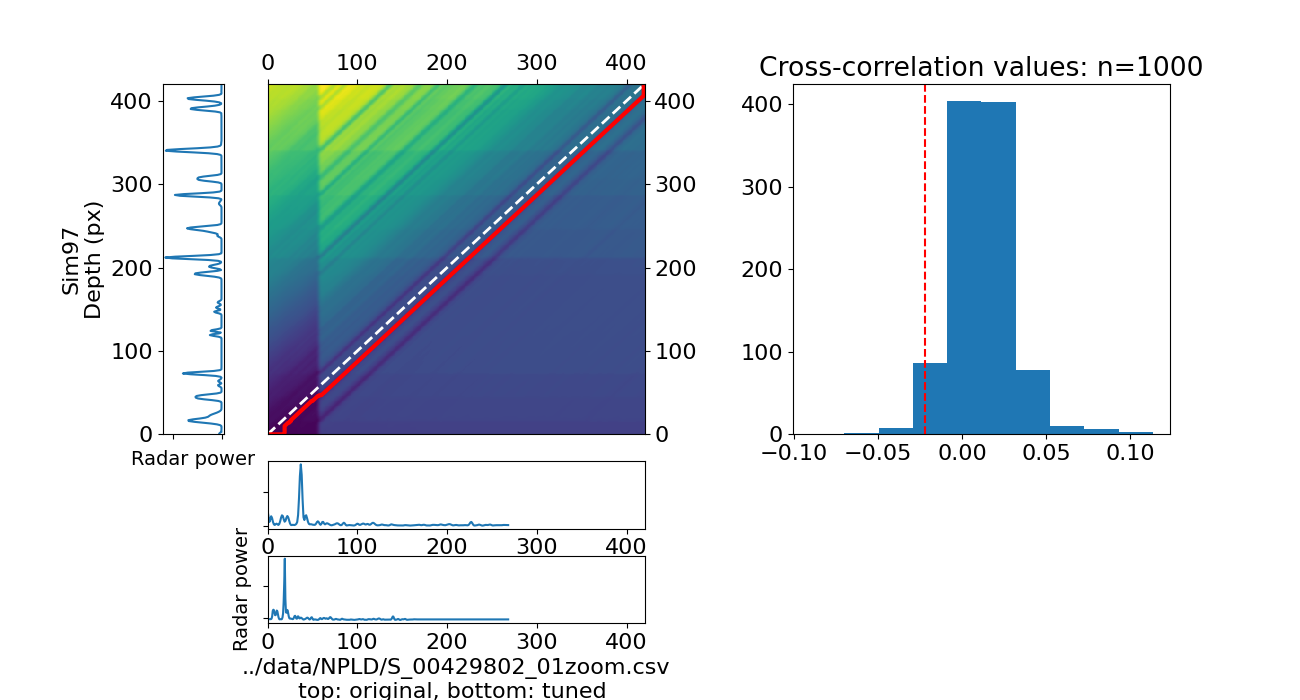 0 100 200 300 400
Cross-correlation values: n=1000
400
300
200
100
0
Sim97
Depth (px)
Radar power
400
300
200
100
0
400
300
200
100
0
−0.10 −0.05 0.00 0.05 0.10
0 100 200 300 400
Radar power
0 100 200 300 400
../data/NPLD/S_00429802_01zoom.csv
top: original, bottom: tuned